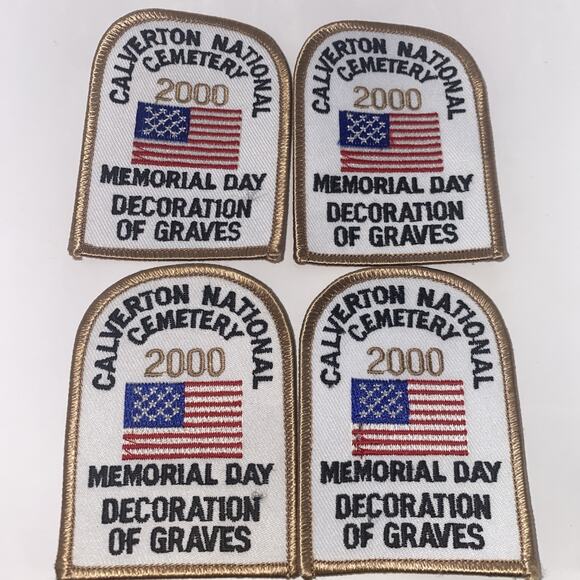 CALVERTON NATIONAL
CEMETERY
2000
MEMORIAL DAY
DECORATION
OF GRAVES
CALVERTON NATIONAL
CEMETERY
2000
MEMORIAL DAY
DECORATION
OF GRAVES
CALVERTON NATIONAL
CEMETERY
2000
MEMORIAL DAY
DECORATION
OF GRAVES
CALVERTON NATIONAL
CEMETERY
2000
MEMORIAL DAY
DECORATION
OF GRAVES